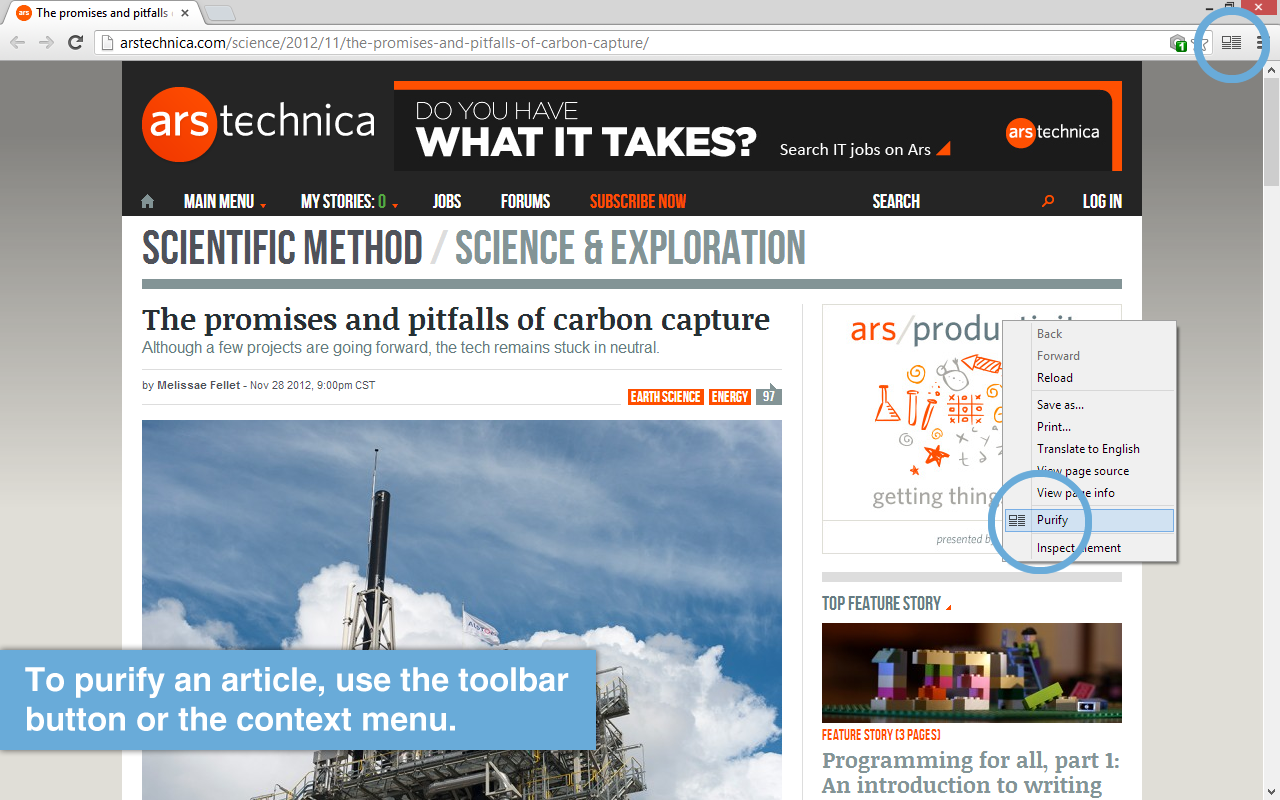 ars The promises and pitfalls
arstechnica.com/science/2012/11/the-promises-and-pitfalls-of-carbon-capture/
1
ars technica
DO YOU HAVE
WHAT IT TAKES?
Search IT jobs on Ars
ars technica
MAIN MENU
MY STORIES: 0
JOBS
FORUMS
SUBSCRIBE NOW
SEARCH
LOG IN
SCIENTIFIC METHOD / SCIENCE & EXPLORATION
The promises and pitfalls of carbon capture
Although a few projects are going forward, the tech remains stuck in neutral.
by Melissae Fellet - Nov 28 2012, 9:00pm CST
EARTH SCIENCE
ENERGY
97
ars/productivit
getting thing
presented by
Back
Forward
Reload
Save as...
Print...
Translate to English
View page source
View page info
Purify
Inspect element
TOP FEATURE STORY
FEATURE STORY (3 PAGES)
Programming for all, part 1:
An introduction to writing
To purify an article, use the toolbar
button or the context menu.